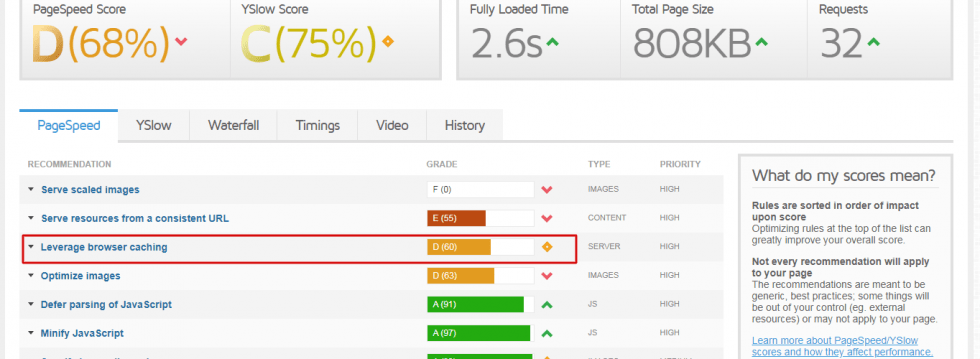 PageSpeed Score
YSlow Score
Fully Loaded Time
Total Page Size
Requests
D(68%)
C(75%)
2.6s
808KB
32
PageSpeed
YSlow
Waterfall
Timings
Video
History
RECOMMENDATION
GRADE
TYPE
PRIORITY
Serve scaled images
F (0)
IMAGES
HIGH
Serve resources from a consistent URL
E (55)
CONTENT
HIGH
Leverage browser caching
D (60)
SERVER
HIGH
Optimize images
D (63)
IMAGES
HIGH
Defer parsing of JavaScript
A (91)
JS
HIGH
Minify JavaScript
A (97)
JS
HIGH
What do my scores mean?
Rules are sorted in order of impact
upon score
Optimizing rules at the top of the list can
greatly improve your overall score.
Not every recommendation will apply
to your page
The recommendations are meant to be
generic, best practices; some things will
be out of your control (eg. external
resources) or may not apply to your page.
Learn more about PageSpeed/YSlow
scores and how they affect performance.